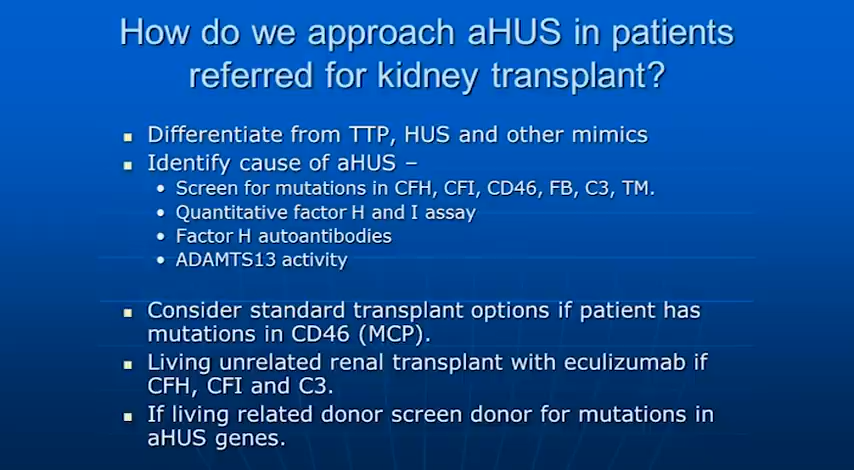 How do we approach aHUS in patients
referred for kidney transplant?
Differentiate from TTP, HUS and other mimics
Identify cause of aHUS –
Screen for mutations in CFH, CFI, CD46, FB, C3, TM.
Quantitative factor H and I assay
Factor H autoantibodies
ADAMTS13 activity
Consider standard transplant options if patient has
mutations in CD46 (MCP).
Living unrelated renal transplant with eculizumab if
CFH, CFI and C3.
If living related donor screen donor for mutations in
aHUS genes.